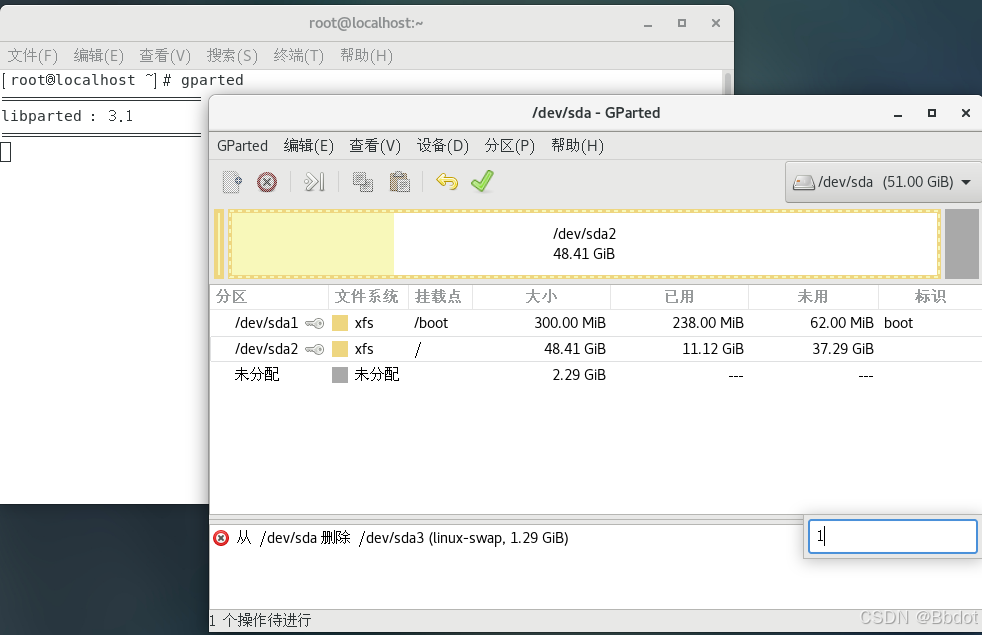 root@localhost:~
文件(F) 编辑(E) 查看(V) 搜索(S) 终端(T) 帮助(H)
[root@localhost ~]# gparted
libparted : 3.1
/dev/sda - GParted
GParted 编辑(E) 查看(V) 设备(D) 分区(P) 帮助(H)
/dev/sda (51.00 GiB)
/dev/sda2
48.41 GiB
分区 文件系统 挂载点 大小 已用 未用 标识
/dev/sda1 xfs /boot 300.00 MiB 238.00 MiB 62.00 MiB boot
/dev/sda2 xfs / 48.41 GiB 11.12 GiB 37.29 GiB
未分配 未分配 2.29 GiB --- ---
从 /dev/sda 删除 /dev/sda3 (linux-swap, 1.29 GiB)
1
1 个操作待进行
CSDN @Bbdot